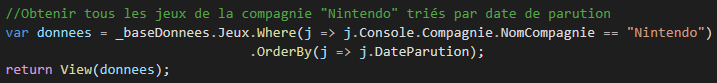 //Obtenir tous les jeux de la compagnie "Nintendo" triés par date de parution
var donnees = _baseDonnees.Jeux.Where(j => j.Console.Compagnie.NomCompagnie == "Nintendo")
.OrderBy(j => j.DateParution);
return View(donnees);